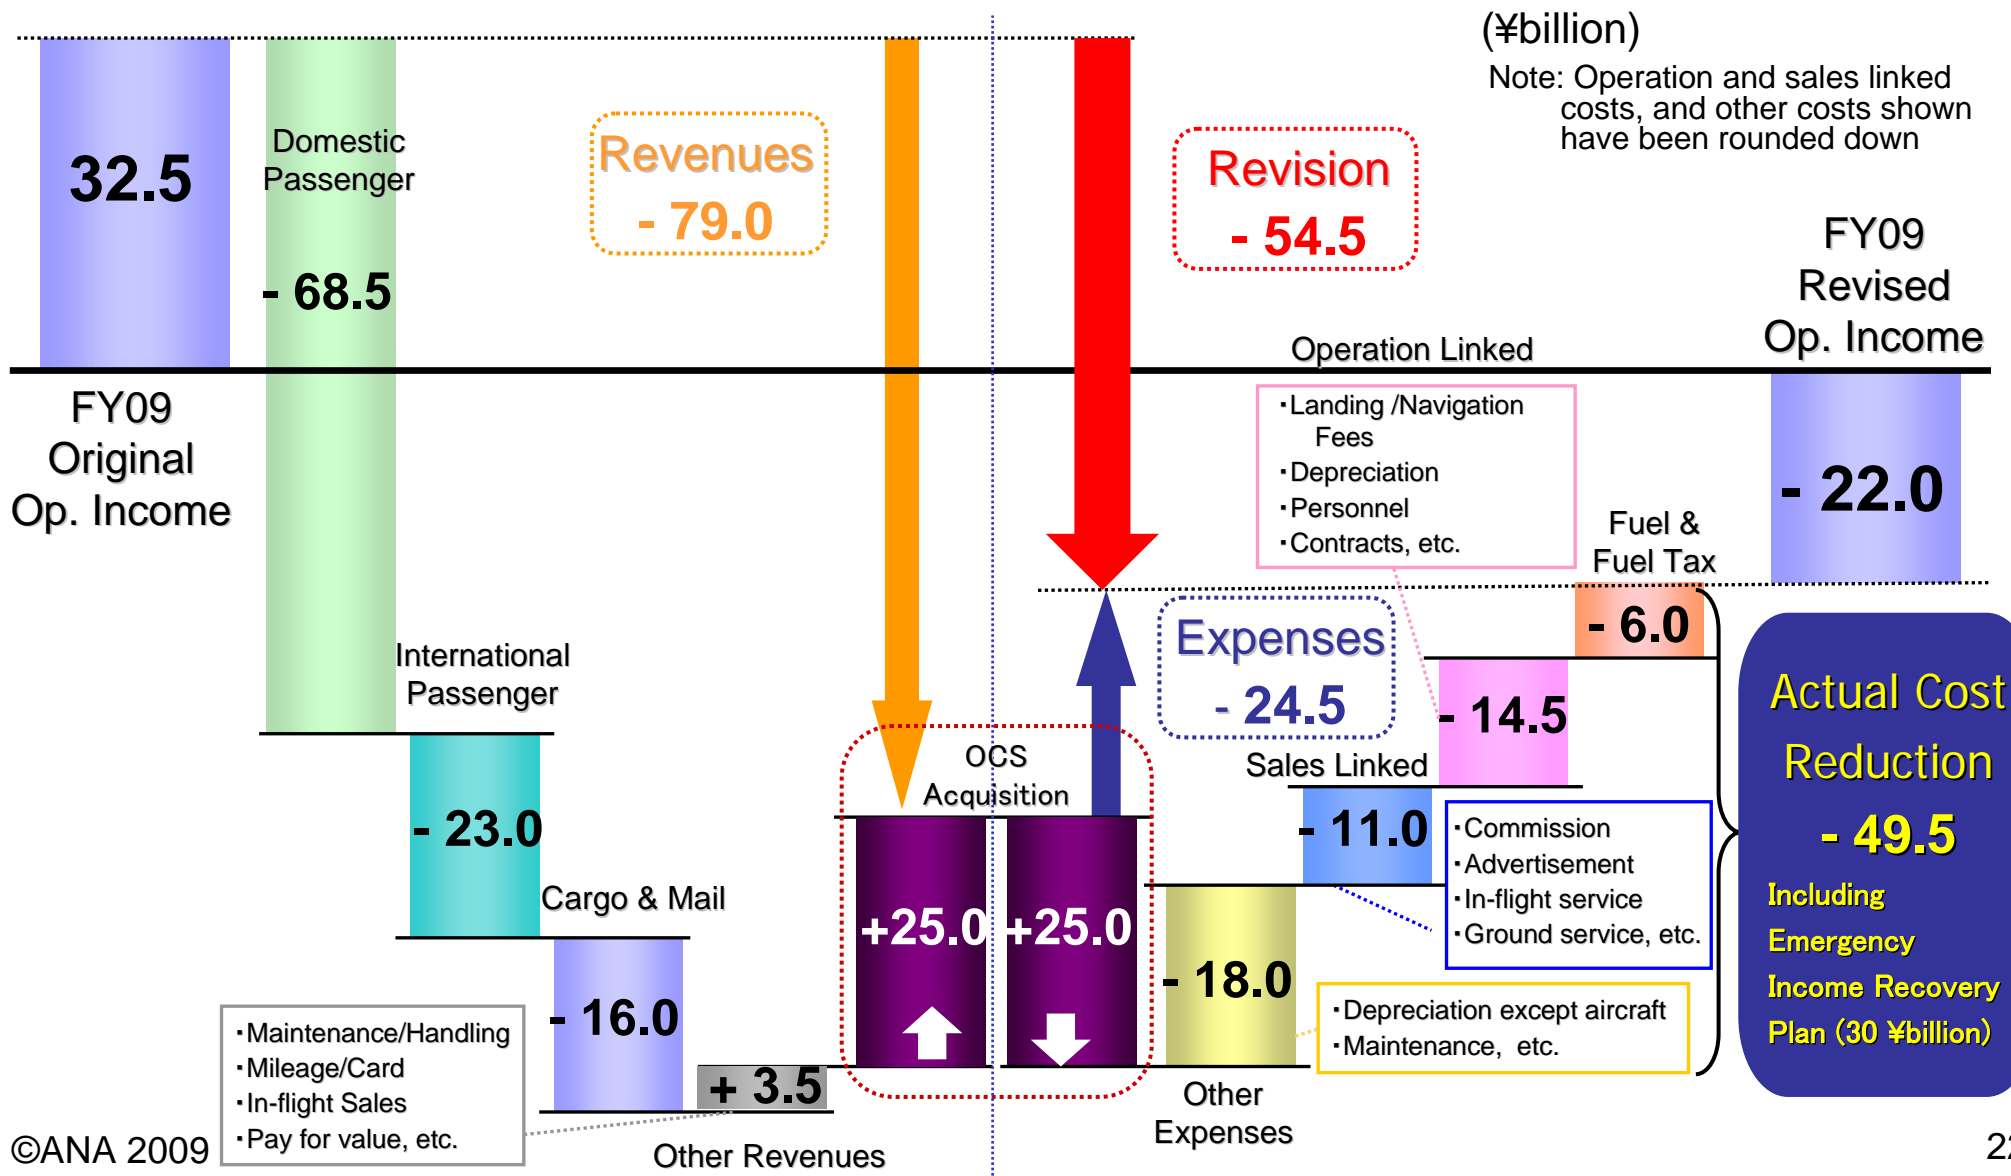 (¥billion)
Note: Operation and sales linked
costs, and other costs shown
have been rounded down
32.5
FY09
Original
Op. Income
Domestic
Passenger
- 68.5
Revenues
- 79.0
Revision
- 54.5
FY09
Revised
Op. Income
- 22.0
Operation Linked
・Landing /Navigation
Fees
・Depreciation
・Personnel
・Contracts, etc.
Fuel &
Fuel Tax
- 6.0
International
Passenger
- 23.0
Expenses
- 24.5
- 14.5
Sales Linked
- 11.0
・Commission
・Advertisement
・In-flight service
・Ground service, etc.
OCS
Acquisition
+25.0
+25.0
Cargo & Mail
- 16.0
- 18.0
・Depreciation except aircraft
・Maintenance, etc.
Other
Expenses
Actual Cost
Reduction
- 49.5
Including
Emergency
Income Recovery
Plan (30 ¥billion)
・Maintenance/Handling
・Mileage/Card
・In-flight Sales
・Pay for value, etc.
+ 3.5
Other Revenues
©ANA 2009